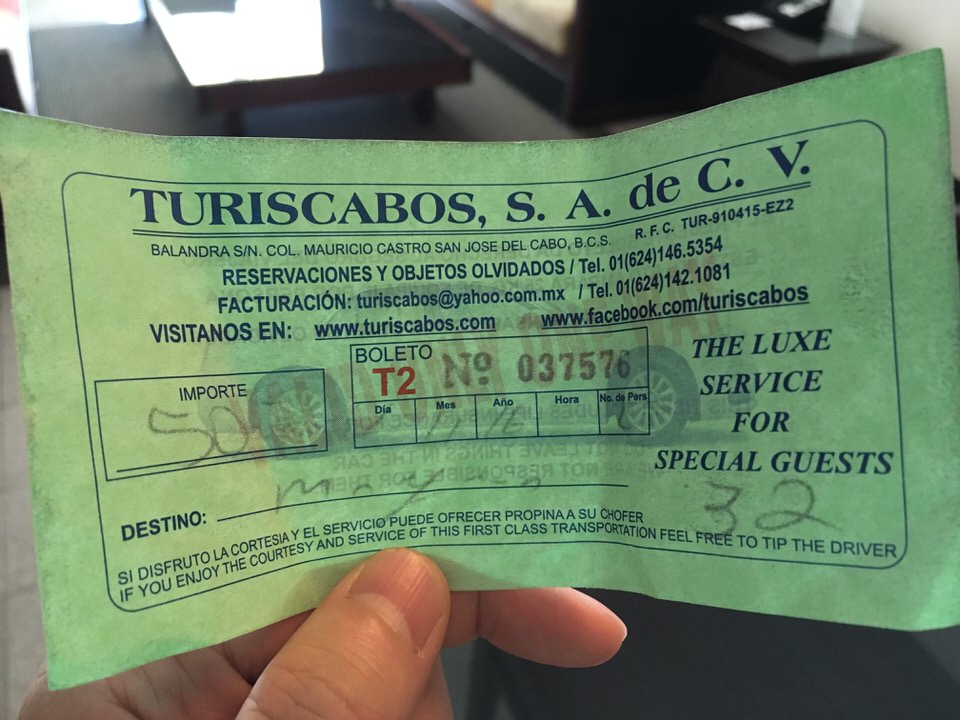 TURISCABOS, S. A. de C. V.
BALANDRA S/N. COL. MAURICIO CASTRO SAN JOSE DEL CABO, B.C.S. R. F. C. TUR-910415-EZ2
RESERVACIONES Y OBJETOS OLVIDADOS / Tel. 01(624)146.5354
FACTURACIÓN: turiscabos@yahoo.com.mx / Tel. 01(624)142.1081
VISITANOS EN: www.turiscabos.com www.facebook.com/turiscabos
BOLETO T2 Nº 037576
IMPORTE
Día Mes Año Hora No. de Pers
THE LUXE
SERVICE
FOR
SPECIAL GUESTS
32
DESTINO:
SI DISFRUTO LA CORTESIA Y EL SERVICIO PUEDE OFRECER PROPINA A SU CHOFER
IF YOU ENJOY THE COURTESY AND SERVICE OF THIS FIRST CLASS TRANSPORTATION FEEL FREE TO TIP THE DRIVER